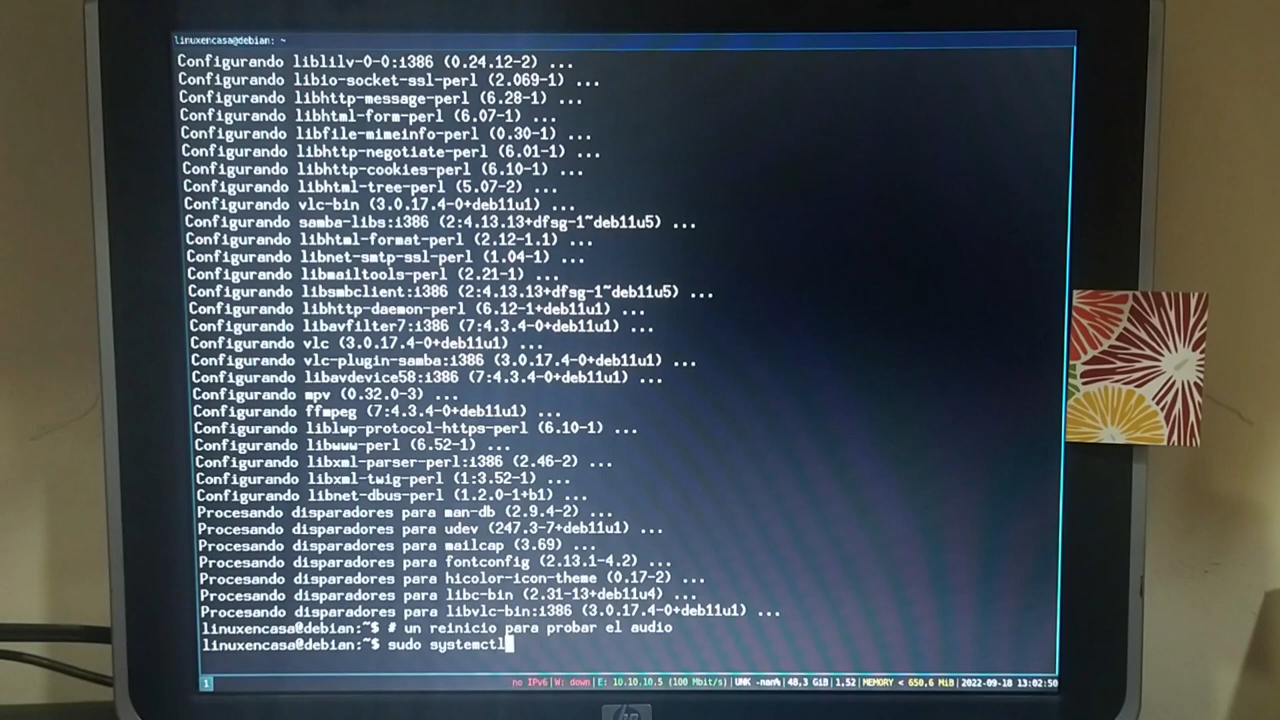 linuxencasa@debian: ~
Configurando liblilv-0-0:i386 (0.24.12-2) ...
Configurando libio-socket-ssl-perl (2.069-1) ...
Configurando libhttp-message-perl (6.28-1) ...
Configurando libhtml-form-perl (6.07-1) ...
Configurando libfile-mimeinfo-perl (0.30-1) ...
Configurando libhttp-negotiate-perl (6.01-1) ...
Configurando libhttp-cookies-perl (6.10-1) ...
Configurando libhtml-tree-perl (5.07-2) ...
Configurando vlc-bin (3.0.17.4-0+deb11u1) ...
Configurando samba-libs:i386 (2:4.13.13+dfsg-1~deb11u5) ...
Configurando libhtml-format-perl (2.12-1.1) ...
Configurando libnet-smtp-ssl-perl (1.04-1) ...
Configurando libmailtools-perl (2.21-1) ...
Configurando libsmbclient:i386 (2:4.13.13+dfsg-1~deb11u5) ...
Configurando libhttp-daemon-perl (6.12-1+deb11u1) ...
Configurando libavfilter7:i386 (7:4.3.4-0+deb11u1) ...
Configurando vlc (3.0.17.4-0+deb11u1) ...
Configurando vlc-plugin-samba:i386 (3.0.17.4-0+deb11u1) ...
Configurando libavdevice58:i386 (7:4.3.4-0+deb11u1) ...
Configurando mpv (0.32.0-3) ...
Configurando ffmpeg (7:4.3.4-0+deb11u1) ...
Configurando liblwp-protocol-https-perl (6.10-1) ...
Configurando libwww-perl (6.52-1) ...
Configurando libxml-parser-perl:i386 (2.46-2) ...
Configurando libxml-twig-perl (1:3.52-1) ...
Configurando libnet-dbus-perl (1.2.0-1+b1) ...
Procesando disparadores para man-db (2.9.4-2) ...
Procesando disparadores para udev (247.3-7+deb11u1) ...
Procesando disparadores para mailcap (3.69) ...
Procesando disparadores para fontconfig (2.13.1-4.2) ...
Procesando disparadores para hicolor-icon-theme (0.17-2) ...
Procesando disparadores para libc-bin (2.31-13+deb11u4) ...
Procesando disparadores para libvlc-bin:i386 (3.0.17.4-0+deb11u1) ...
linuxencasa@debian:~$ # un reinicio para probar el audio
linuxencasa@debian:~$ sudo systemctl
1 no IPv6|W: down|E: 10.10.10.5 (100 Mbit/s)|UNK -nan%|48,3 GiB|1,52|MEMORY < 650,6 MiB|2022-09-18 13:02:50
hp